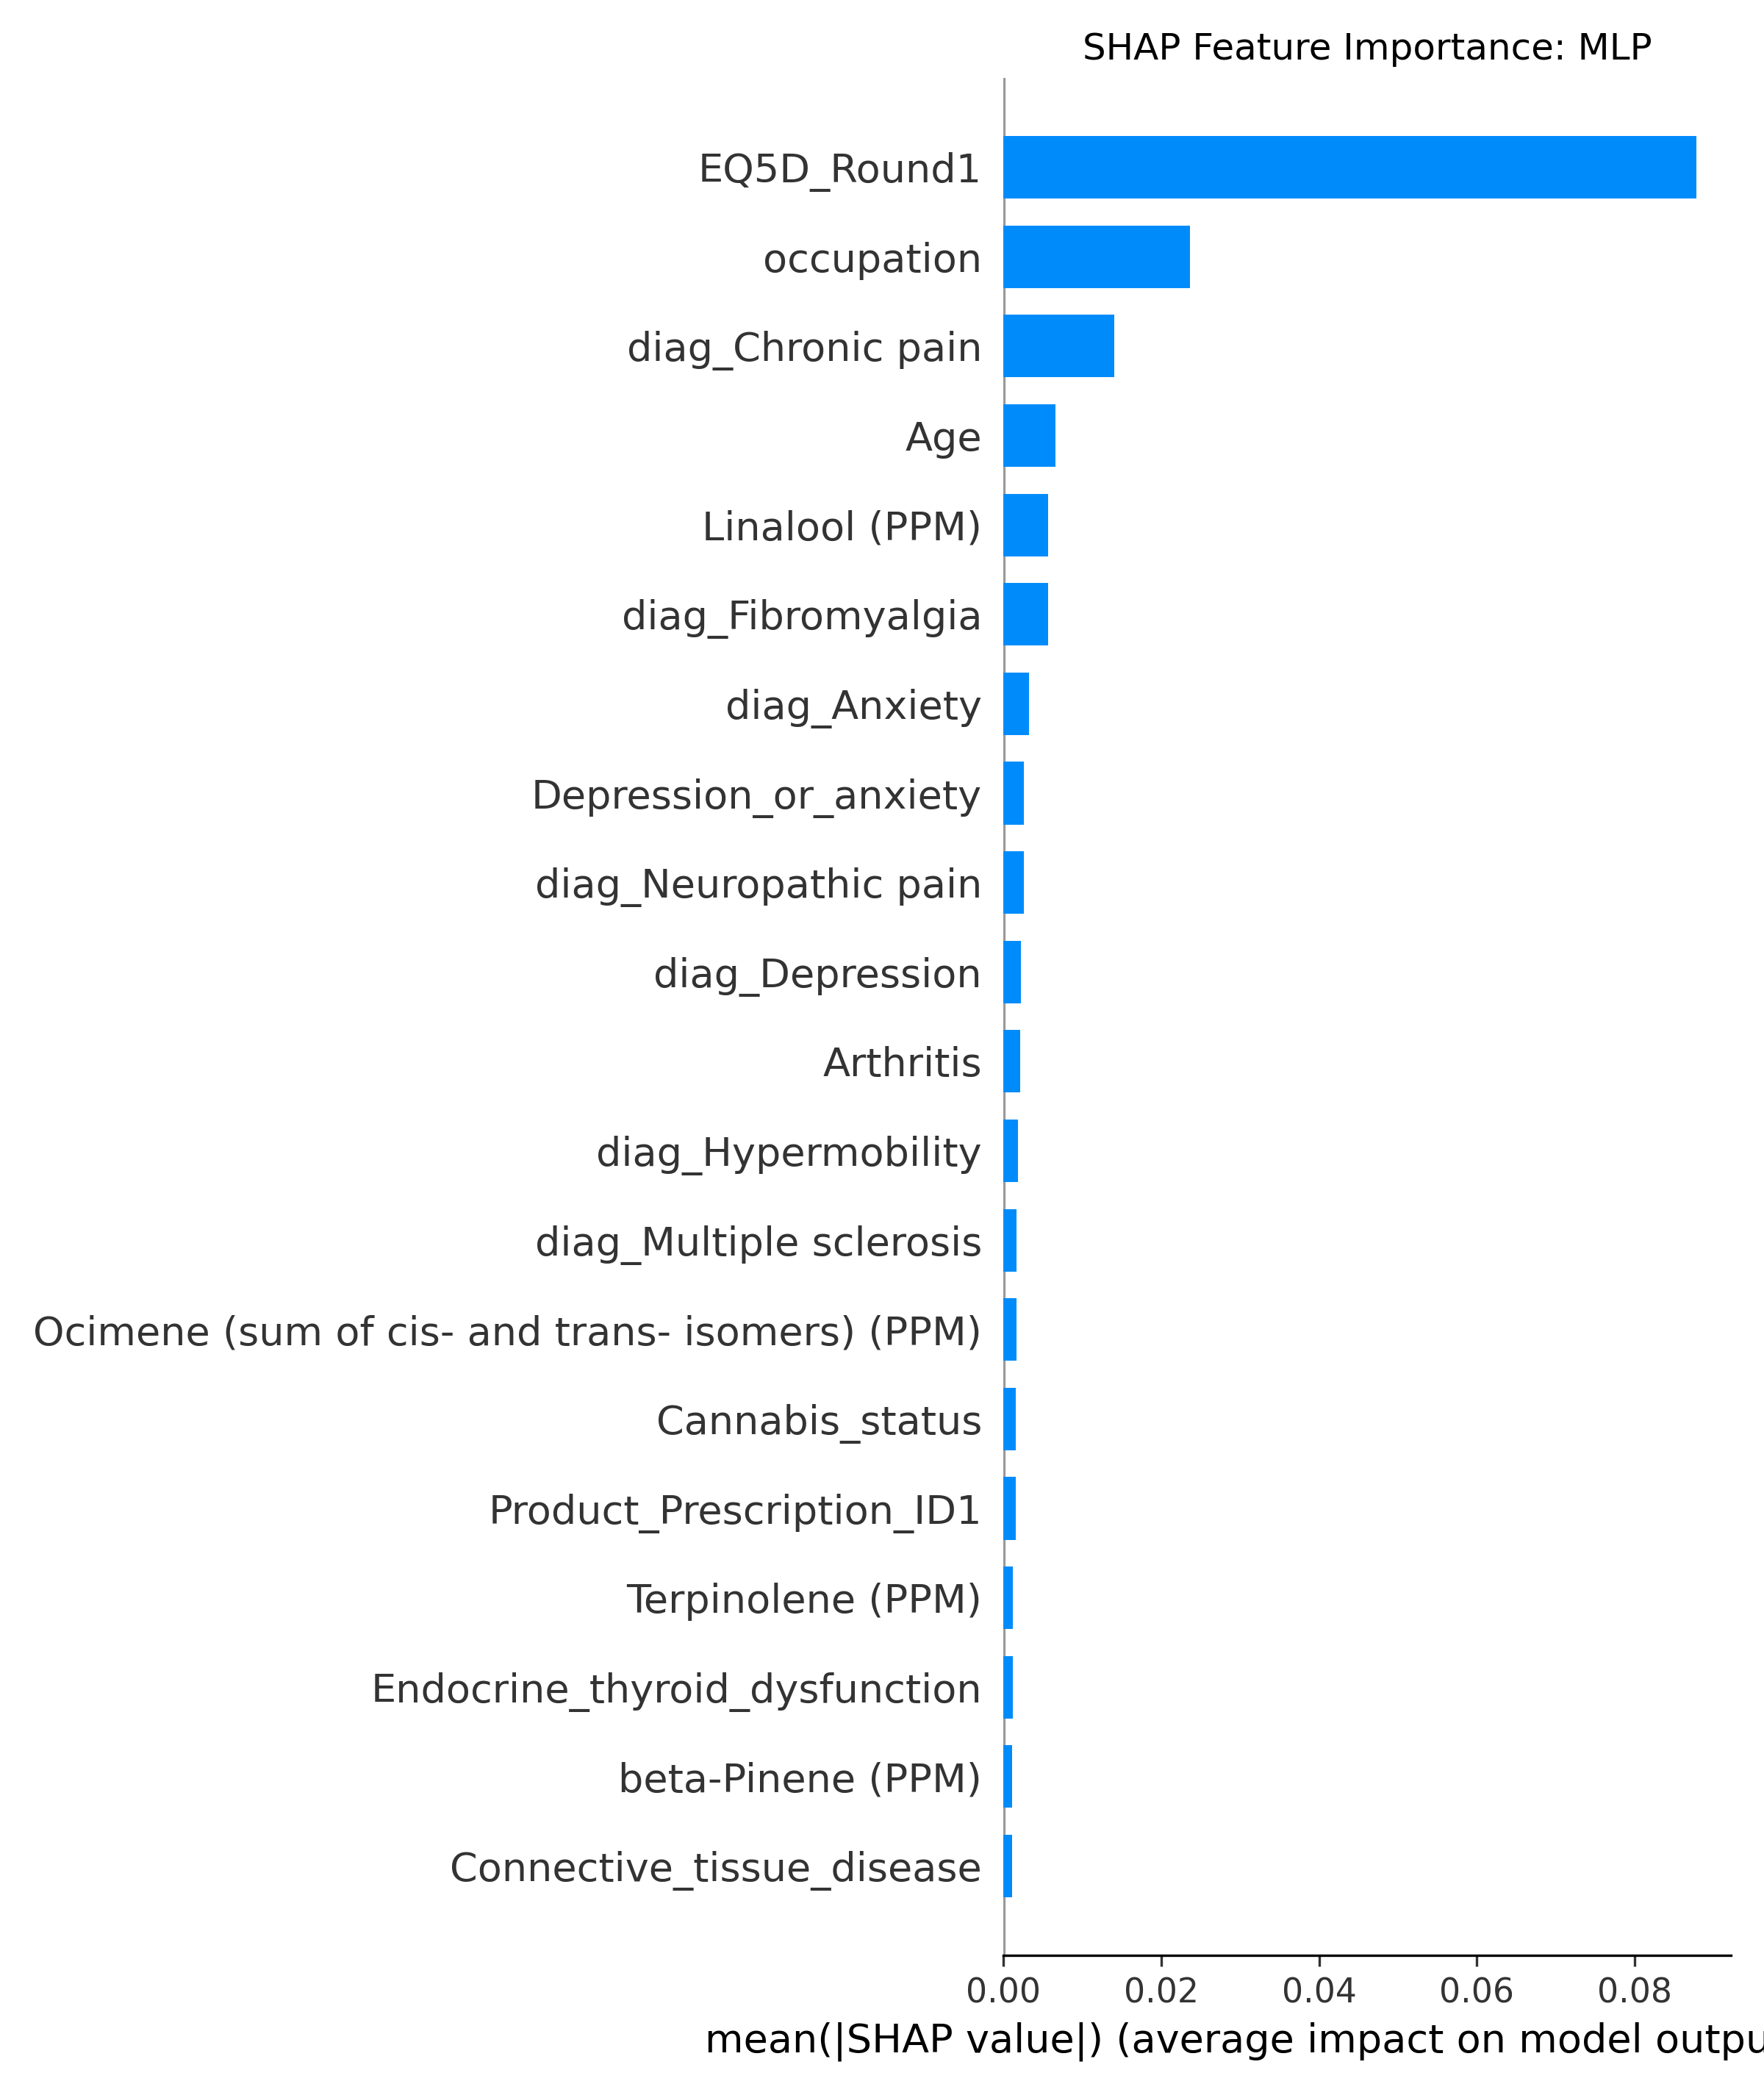 SHAP Feature Importance: MLP
EQ5D_Round1
occupation
diag_Chronic pain
Age
Linalool (PPM)
diag_Fibromyalgia
diag_Anxiety
Depression_or_anxiety
diag_Neuropathic pain
diag_Depression
Arthritis
diag_Hypermobility
diag_Multiple sclerosis
Ocimene (sum of cis- and trans- isomers) (PPM)
Cannabis_status
Product_Prescription_ID1
Terpinolene (PPM)
Endocrine_thyroid_dysfunction
beta-Pinene (PPM)
Connective_tissue_disease
0.00 0.02 0.04 0.06 0.08
mean(|SHAP value|) (average impact on model outpu